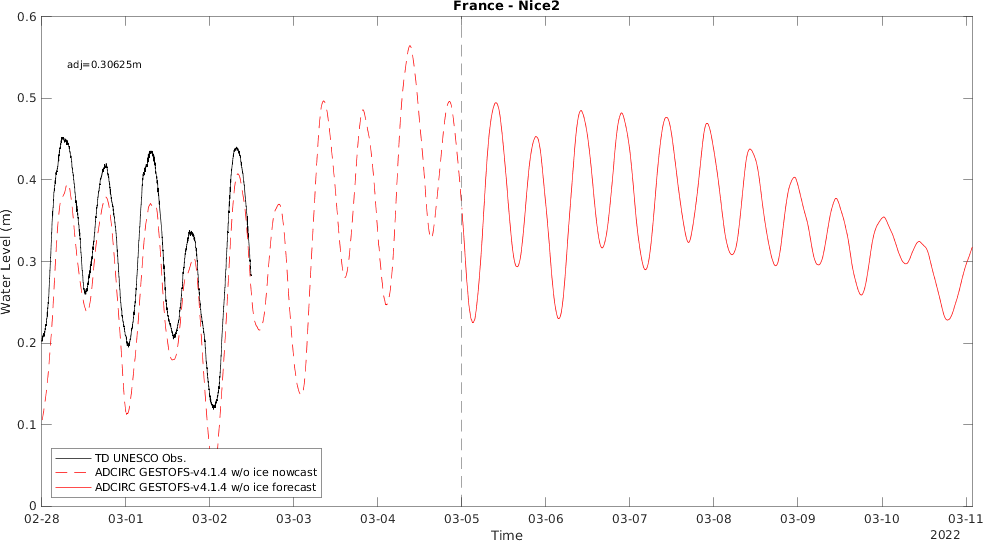 France - Nice2
adj=0.30625m
Water Level (m)
0.6
0.5
0.4
0.3
0.2
0.1
0
TD UNESCO Obs.
ADCIRC GESTOFS-v4.1.4 w/o ice nowcast
ADCIRC GESTOFS-v4.1.4 w/o ice forecast
02-28 03-01 03-02 03-03 03-04 03-05 03-06 03-07 03-08 03-09 03-10 03-11
Time
2022